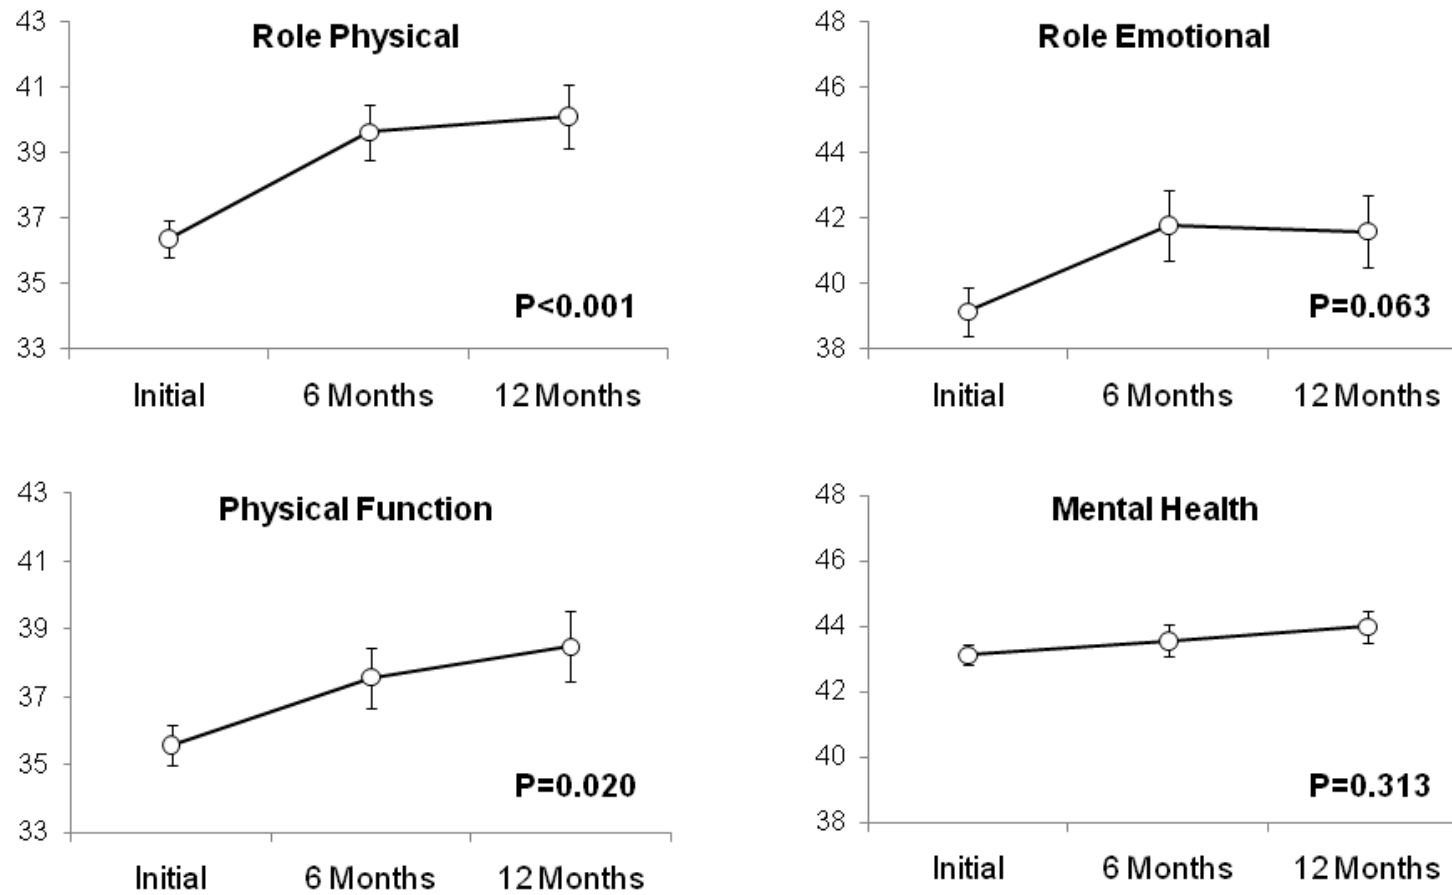 Role Physical
43
41
39
37
35
33
P<0.001
Initial 6 Months 12 Months
Role Emotional
48
46
44
42
40
38
P=0.063
Initial 6 Months 12 Months
Physical Function
43
41
39
37
35
33
P=0.020
Initial 6 Months 12 Months
Mental Health
48
46
44
42
40
38
P=0.313
Initial 6 Months 12 Months